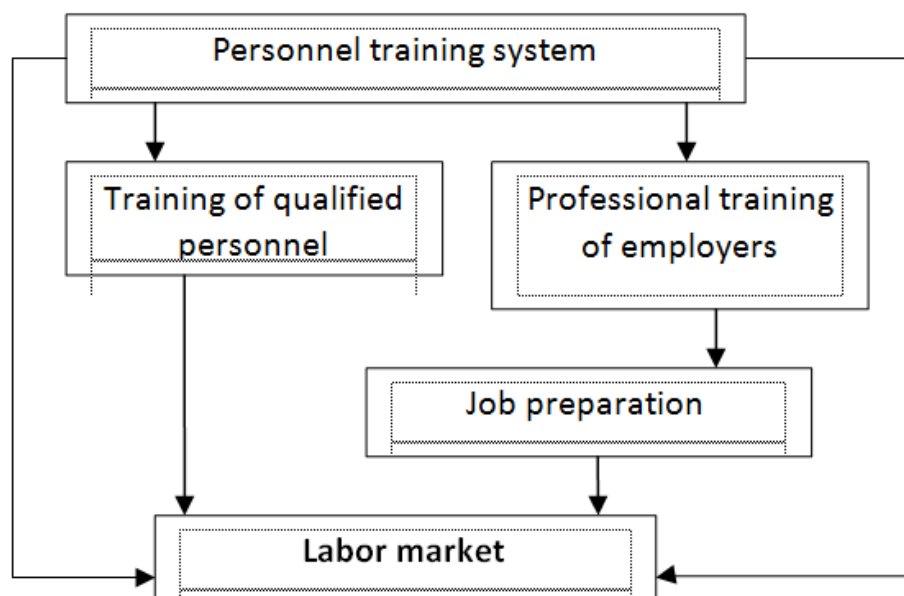 Personnel training system
Training of qualified
personnel
Professional training
of employers
Job preparation
Labor market